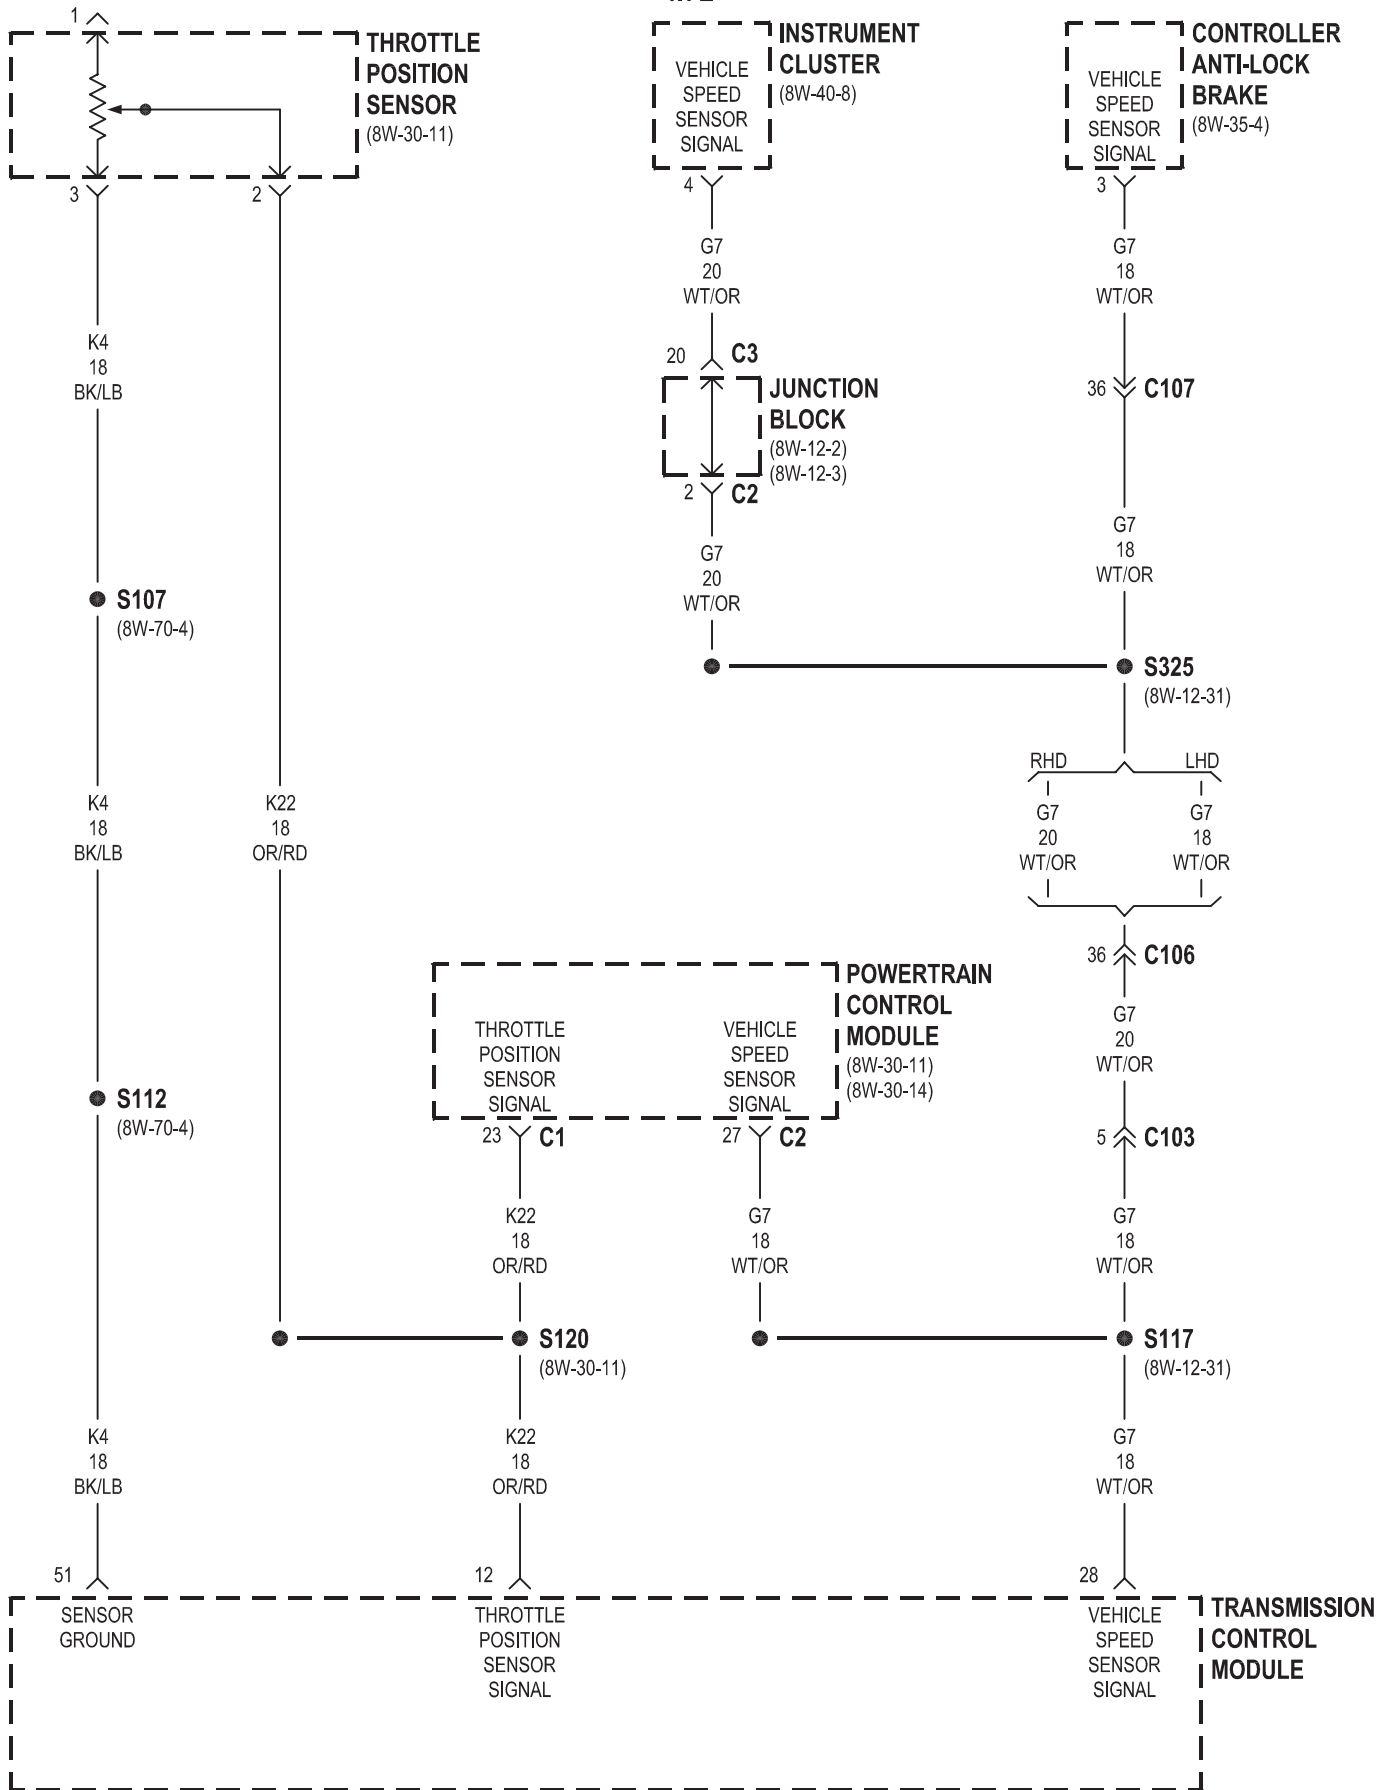 1
THROTTLE
POSITION
SENSOR
(8W-30-11)
3
2
INSTRUMENT
CLUSTER
(8W-40-8)
VEHICLE
SPEED
SENSOR
SIGNAL
4
CONTROLLER
ANTI-LOCK
BRAKE
(8W-35-4)
VEHICLE
SPEED
SENSOR
SIGNAL
3
G7
20
WT/OR
G7
18
WT/OR
K4
18
BK/LB
20
C3
JUNCTION
BLOCK
(8W-12-2)
(8W-12-3)
2
C2
36
C107
G7
20
WT/OR
G7
18
WT/OR
S107
(8W-70-4)
S325
(8W-12-31)
RHD
LHD
K4
18
BK/LB
K22
18
OR/RD
G7
20
WT/OR
G7
18
WT/OR
36
C106
POWERTRAIN
CONTROL
MODULE
(8W-30-11)
(8W-30-14)
THROTTLE
POSITION
SENSOR
SIGNAL
VEHICLE
SPEED
SENSOR
SIGNAL
G7
20
WT/OR
S112
(8W-70-4)
23
C1
27
C2
5
C103
K22
18
OR/RD
G7
18
WT/OR
G7
18
WT/OR
S120
(8W-30-11)
S117
(8W-12-31)
K4
18
BK/LB
K22
18
OR/RD
G7
18
WT/OR
51
12
28
SENSOR
GROUND
THROTTLE
POSITION
SENSOR
SIGNAL
VEHICLE
SPEED
SENSOR
SIGNAL
TRANSMISSION
CONTROL
MODULE